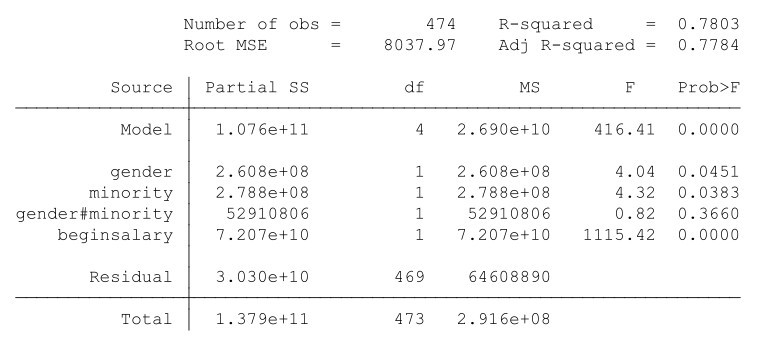 Number of obs = 474 R-squared = 0.7803
Root MSE = 8037.97 Adj R-squared = 0.7784
Source Partial SS df MS F Prob>F
Model 1.076e+11 4 2.690e+10 416.41 0.0000
gender 2.608e+08 1 2.608e+08 4.04 0.0451
minority 2.788e+08 1 2.788e+08 4.32 0.0383
gender#minority 52910806 1 52910806 0.82 0.3660
beginsalary 7.207e+10 1 7.207e+10 1115.42 0.0000
Residual 3.030e+10 469 64608890
Total 1.379e+11 473 2.916e+08